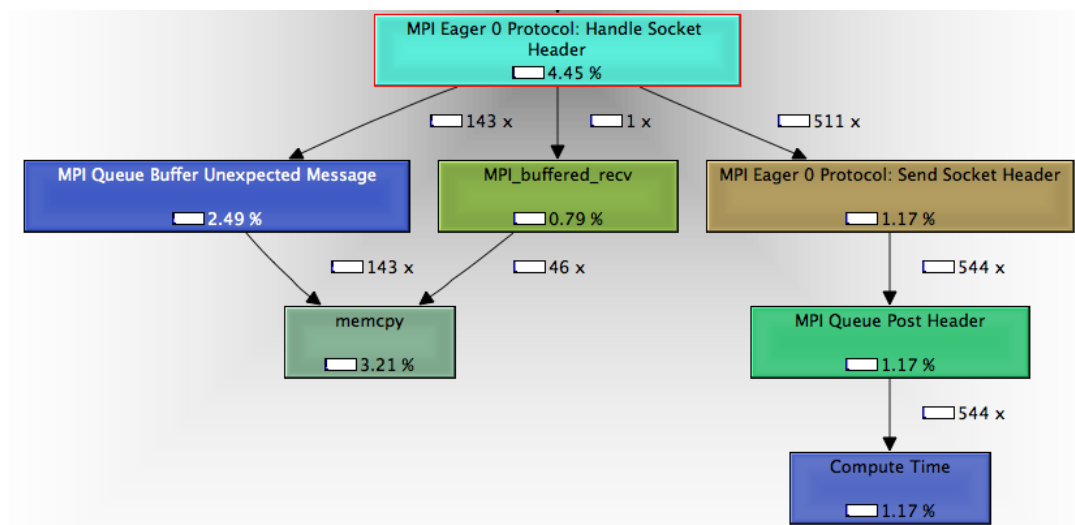 MPI Eager 0 Protocol: Handle Socket
Header
4.45 %
143 x
1 x
511 x
MPI Queue Buffer Unexpected Message
2.49 %
MPI_buffered_recv
0.79 %
MPI Eager 0 Protocol: Send Socket Header
1.17 %
143 x
46 x
544 x
memcpy
3.21 %
MPI Queue Post Header
1.17 %
544 x
Compute Time
1.17 %